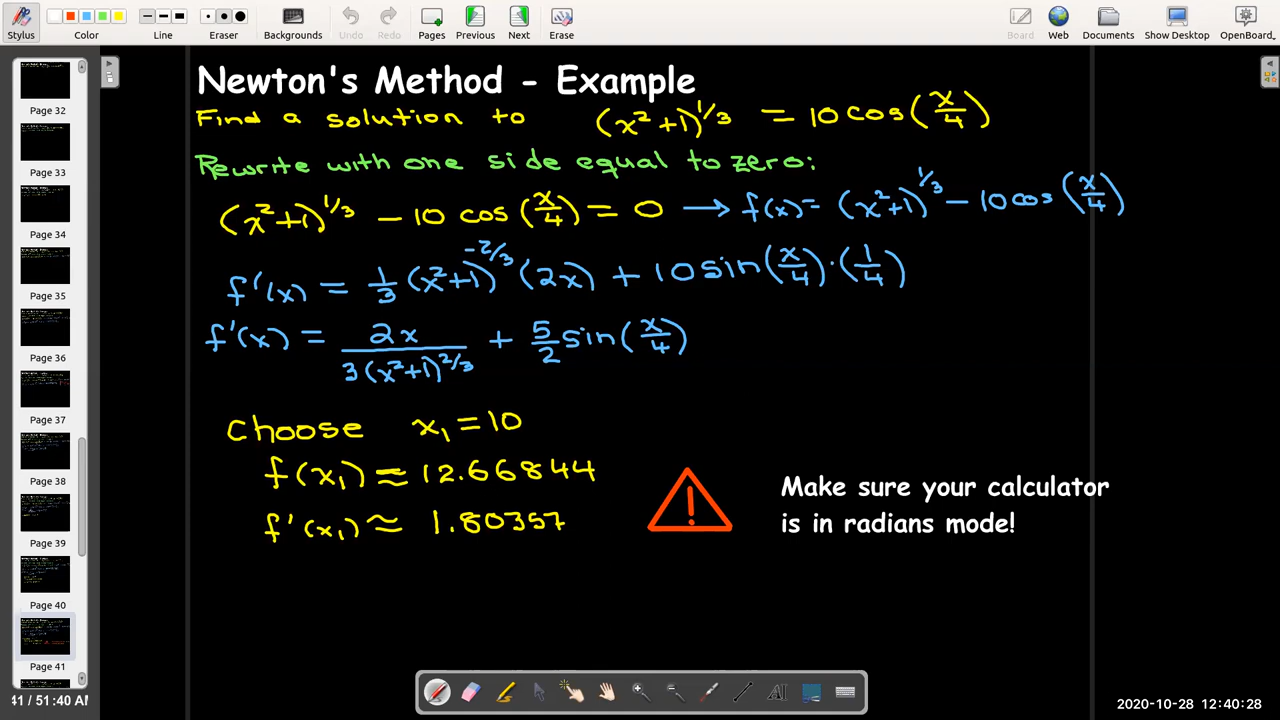 Stylus
Color
Line
Eraser
Backgrounds
Undo
Redo
Pages
Previous
Next
Erase
Board
Web
Documents
Show Desktop
OpenBoard
Page 32
Page 33
Page 34
Page 35
Page 36
Page 37
Page 38
Page 39
Page 40
Page 41
41 / 51:40 AM
Newton's Method - Example
Find a solution to (x²+1)^1/3 = 10cos(x/4)
Rewrite with one side equal to zero:
(x²+1)^1/3 - 10 cos(x/4) = 0 → f(x) = (x²+1)^1/3 - 10cos(x/4)
f'(x) = 1/3 (x²+1)^-2/3 (2x) + 10sin(x/4)·(1/4)
f'(x) = 2x / 3(x²+1)^2/3 + 5/2 sin(x/4)
Choose x₁ = 10
f(x₁) ≈ 12.66844
f'(x₁) ≈ 1.80357
Make sure your calculator
is in radians mode!
2020-10-28 12:40:28